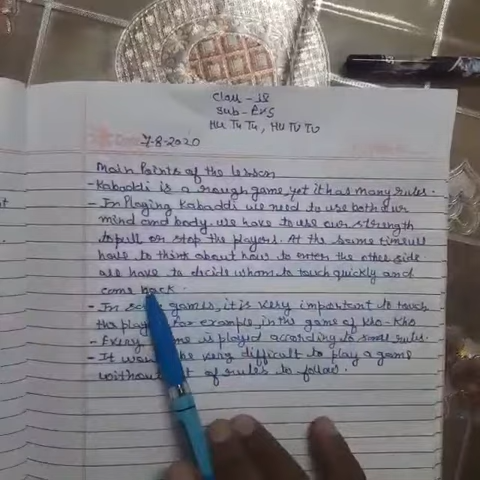 Class - 18
Sub - EVS
Hu Tu Tu, Hu Tu Tu
Date 7-8-2020
Main Points of the lesson
- Kabaddi is a rough game yet it has many rules.
- In Playing Kabaddi we need to use both our
mind and body. we have to use our strength
to pull or stop the players. At the same time we
have to think about how to enter the other side
we have to decide whom to touch quickly and
come back.
- In games, it is very important to touch
the For example, in the game of Kho-Kho
- Every is played according to some rules.
- It be very difficult to play a game
without of rules to follow.